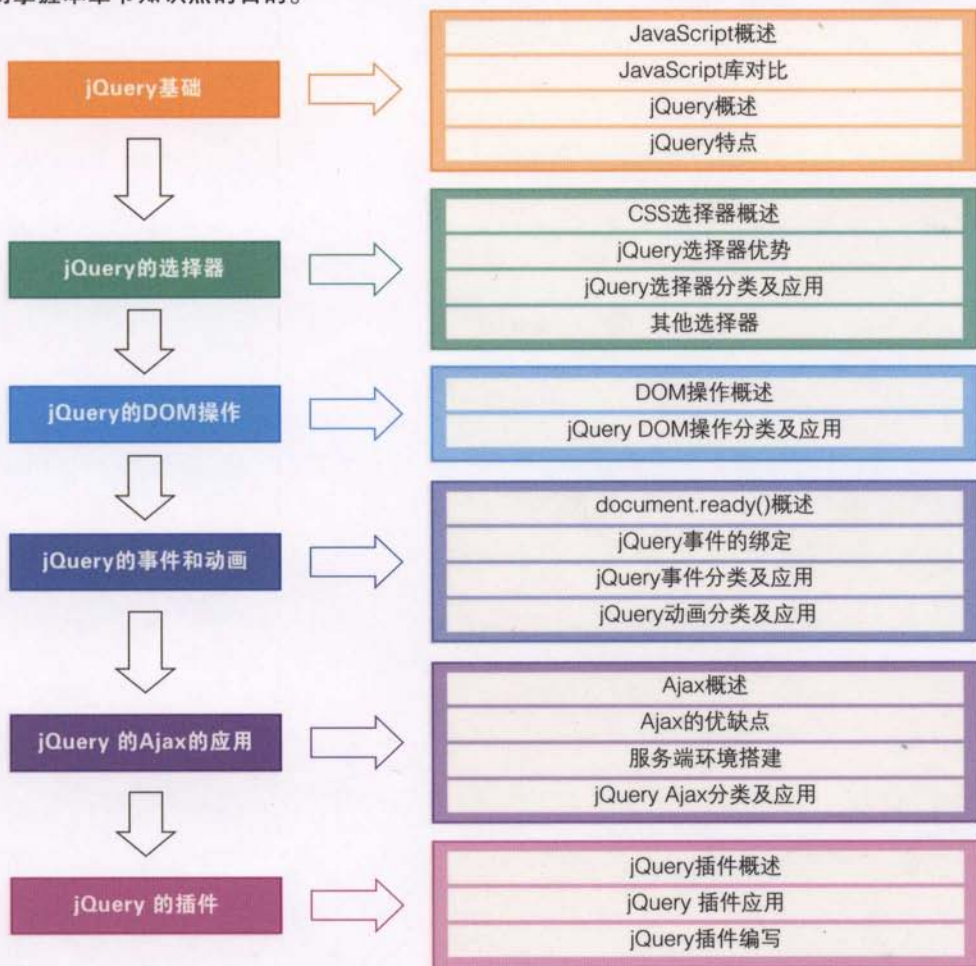 jQuery基础
JavaScript概述
JavaScript库对比
jQuery概述
jQuery特点
jQuery的选择器
CSS选择器概述
jQuery选择器优势
jQuery选择器分类及应用
其他选择器
jQuery的DOM操作
DOM操作概述
jQuery DOM操作分类及应用
jQuery的事件和动画
document.ready()概述
jQuery事件的绑定
jQuery事件分类及应用
jQuery动画分类及应用
jQuery 的Ajax的应用
Ajax概述
Ajax的优缺点
服务端环境搭建
jQuery Ajax分类及应用
jQuery 的插件
jQuery插件概述
jQuery 插件应用
jQuery插件编写